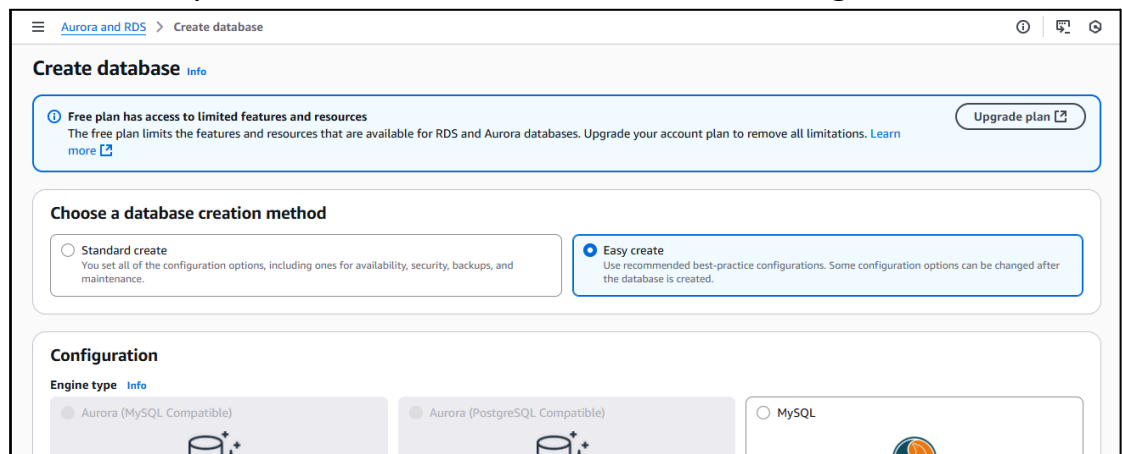 Aurora and RDS > Create database
Create database Info
Free plan has access to limited features and resources
The free plan limits the features and resources that are available for RDS and Aurora databases. Upgrade your account plan to remove all limitations. Learn
more
Upgrade plan
Choose a database creation method
Standard create
You set all of the configuration options, including ones for availability, security, backups, and
maintenance.
Easy create
Use recommended best-practice configurations. Some configuration options can be changed after
the database is created.
Configuration
Engine type Info
Aurora (MySQL Compatible)
Aurora (PostgreSQL Compatible)
MySQL